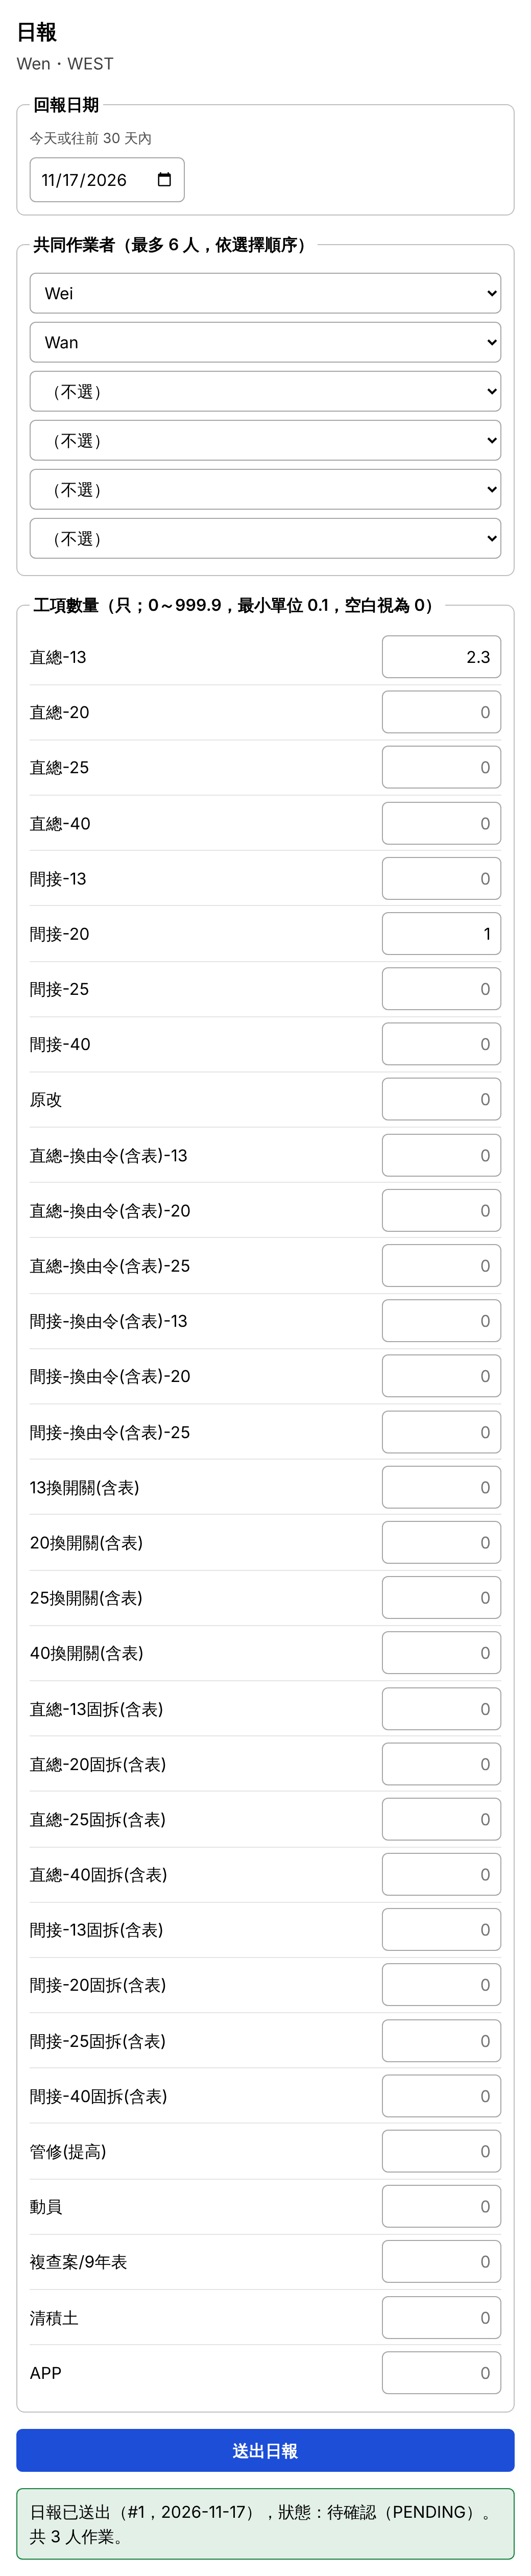 日報
Wen・WEST
回報日期
今天或往前 30 天內
11/17/2026
共同作業者（最多 6 人，依選擇順序）
Wei
Wan
（不選）
（不選）
（不選）
（不選）
工項數量（只；0～999.9，最小單位 0.1，空白視為 0）
直總-13 2.3
直總-20 0
直總-25 0
直總-40 0
間接-13 0
間接-20 1
間接-25 0
間接-40 0
原改 0
直總-換由令(含表)-13 0
直總-換由令(含表)-20 0
直總-換由令(含表)-25 0
間接-換由令(含表)-13 0
間接-換由令(含表)-20 0
間接-換由令(含表)-25 0
13換開關(含表) 0
20換開關(含表) 0
25換開關(含表) 0
40換開關(含表) 0
直總-13固拆(含表) 0
直總-20固拆(含表) 0
直總-25固拆(含表) 0
直總-40固拆(含表) 0
間接-13固拆(含表) 0
間接-20固拆(含表) 0
間接-25固拆(含表) 0
間接-40固拆(含表) 0
管修(提高) 0
動員 0
複查案/9年表 0
清積土 0
APP 0
送出日報
日報已送出（#1，2026-11-17），狀態：待確認（PENDING）。
共 3 人作業。